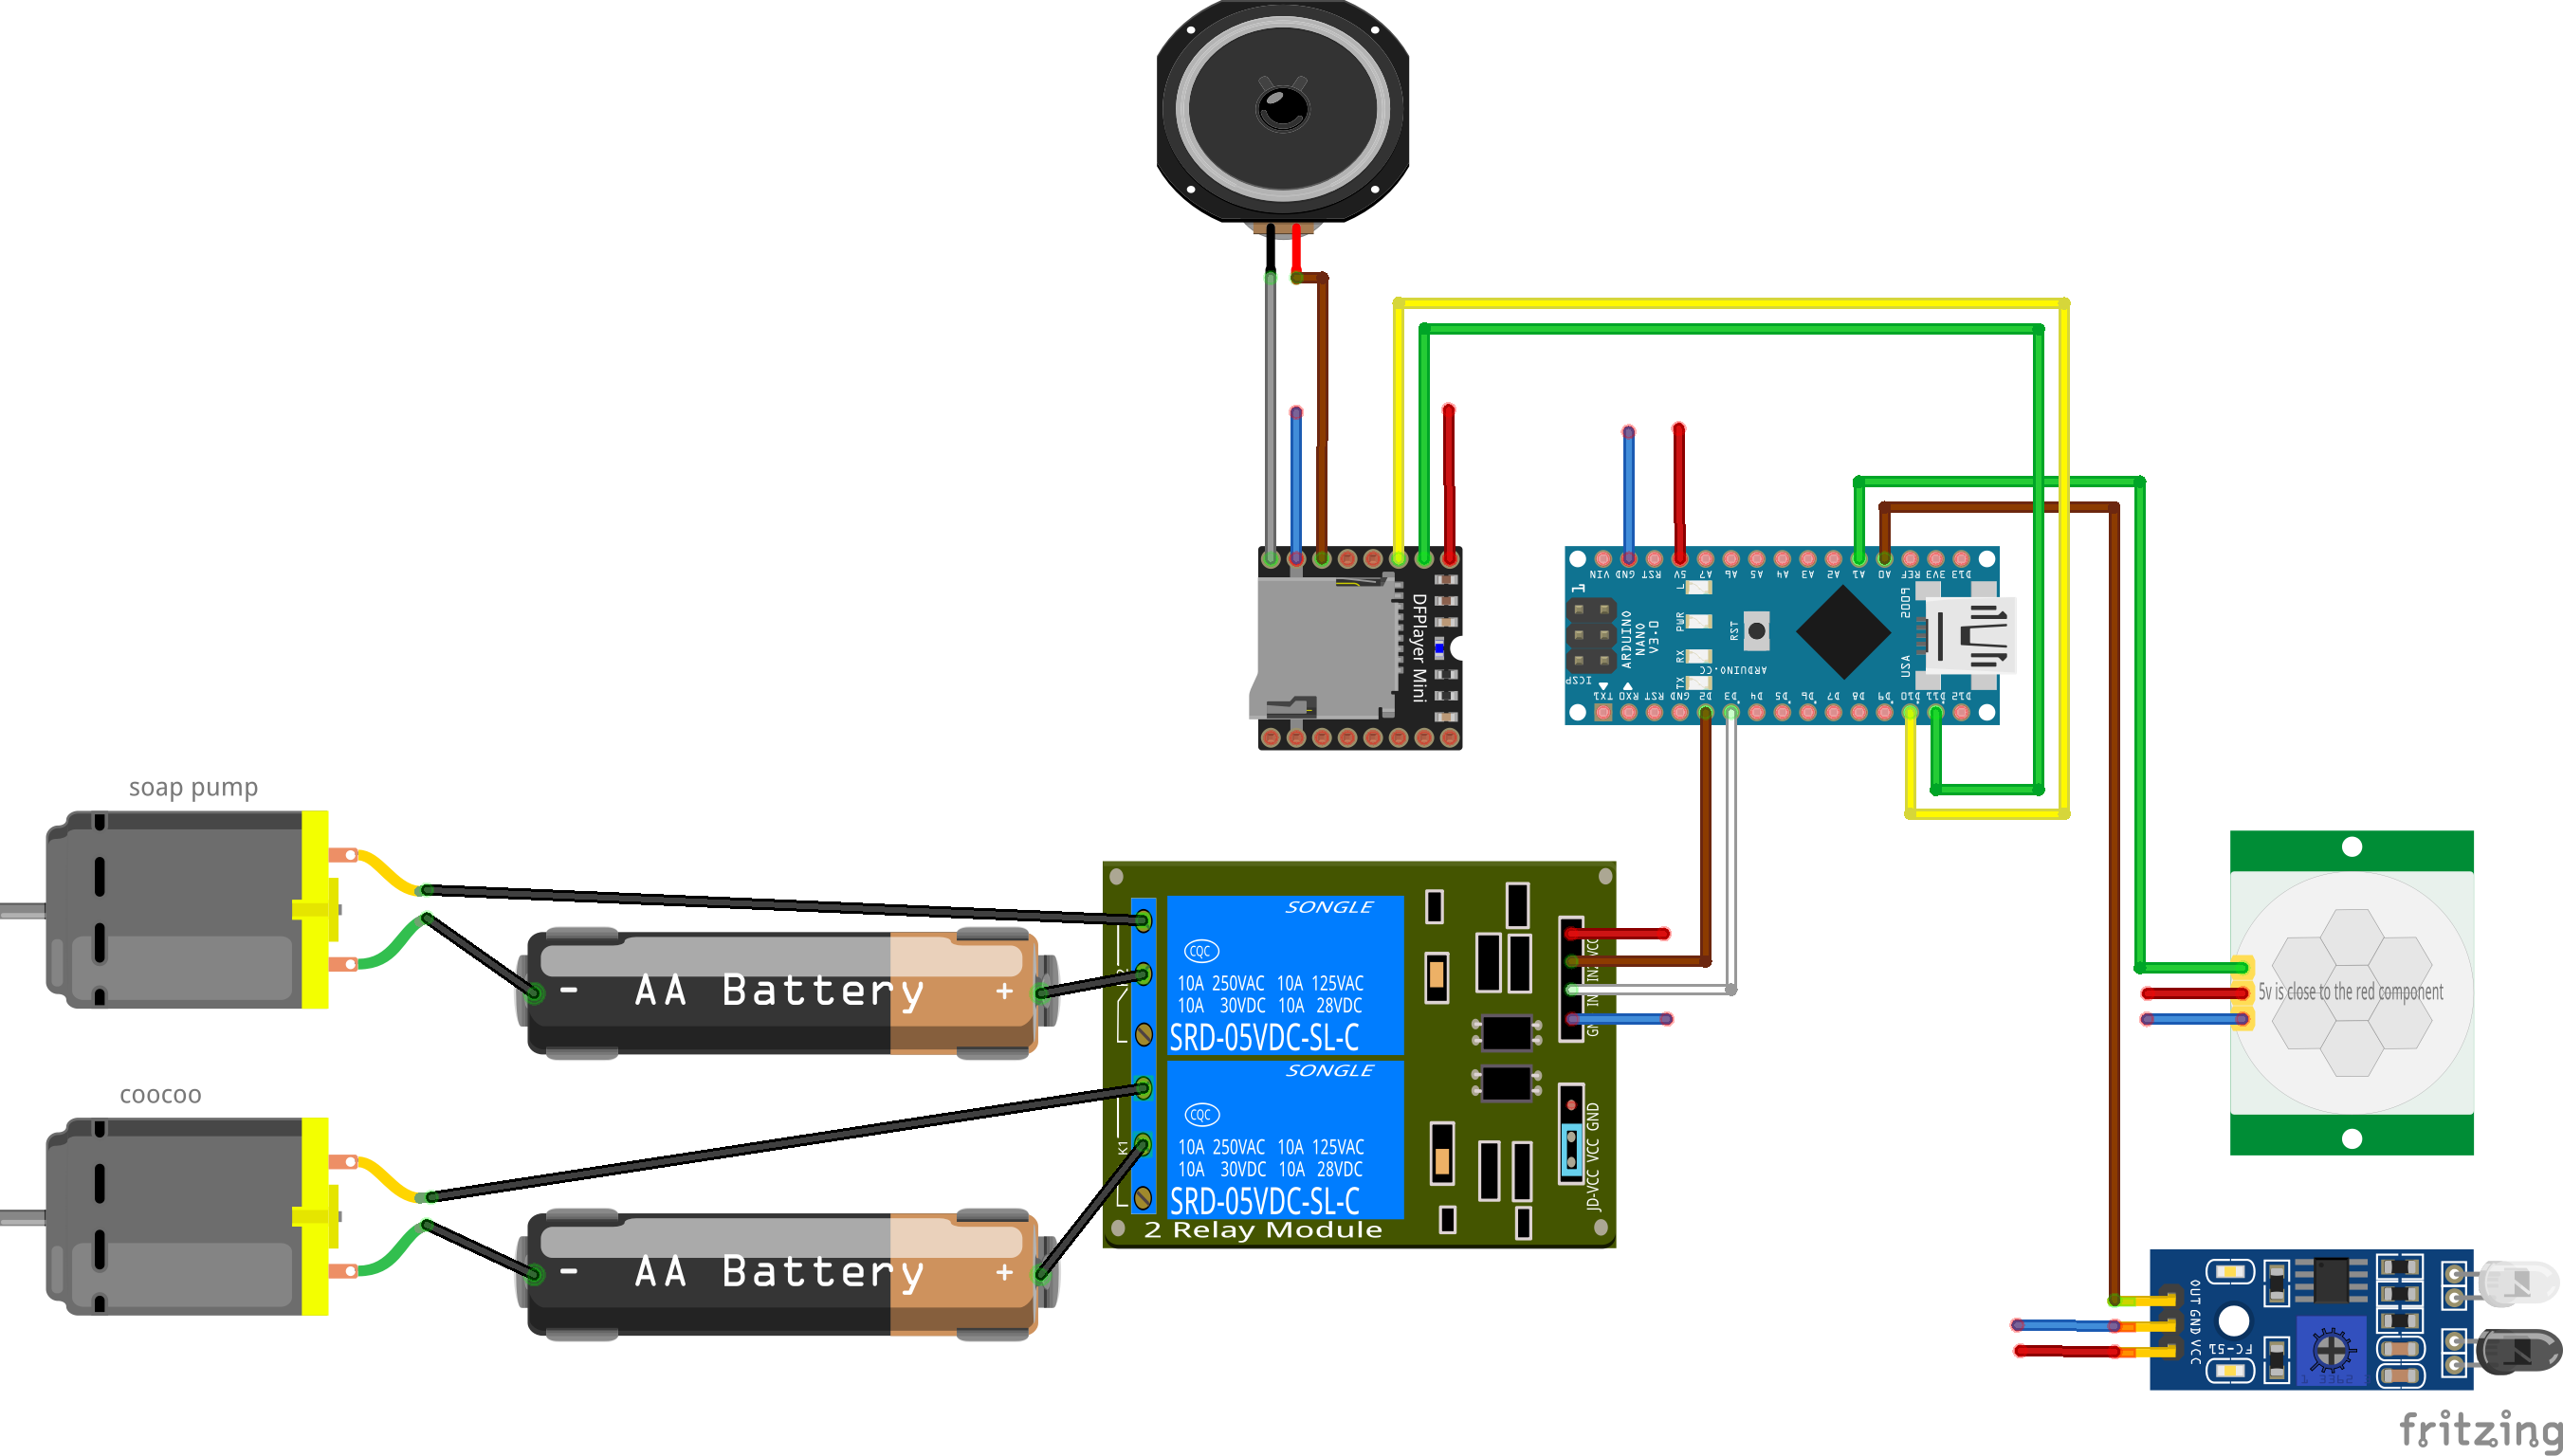 VIN GND RST 5V A7 A6 A5 A4 A3 A2 A1 A0 REF 3V3 D13
L
1
PWR
RST
RX
TX
ARDUINO
NANO
V3.0
ARDUINO.CC
USA
ICSP
TX1 RX0 RST GND D2 D3 D4 D5 D6 D7 D8 D9 D10 D11 D12
DFPlayer Mini
soap pump
AA Battery
- +
coocoo
AA Battery
- +
SONGLE
CQC
10A 250VAC 10A 125VAC
10A 30VDC 10A 28VDC
SRD-05VDC-SL-C
SONGLE
CQC
10A 250VAC 10A 125VAC
10A 30VDC 10A 28VDC
SRD-05VDC-SL-C
2 Relay Module
K1
JD-VCC VCC GND
5v is close to the red component
OUT GND VCC
FC-51
fritzing